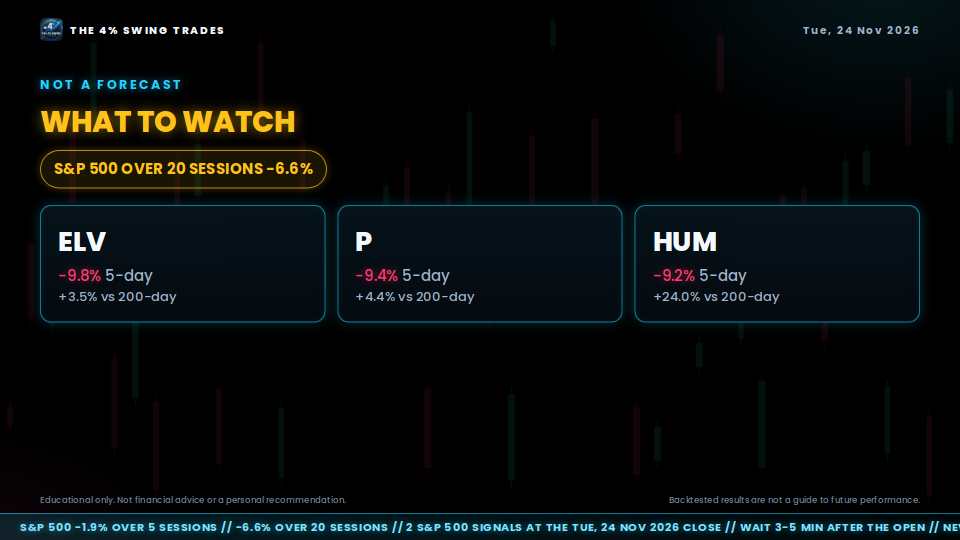 THE 4% SWING TRADES
Tue, 24 Nov 2026
NOT A FORECAST
WHAT TO WATCH
S&P 500 OVER 20 SESSIONS -6.6%
ELV
-9.8% 5-day
+3.5% vs 200-day
P
-9.4% 5-day
+4.4% vs 200-day
HUM
-9.2% 5-day
+24.0% vs 200-day
Educational only. Not financial advice or a personal recommendation.
Backtested results are not a guide to future performance.
S&P 500 -1.9% OVER 5 SESSIONS // -6.6% OVER 20 SESSIONS // 2 S&P 500 SIGNALS AT THE TUE, 24 NOV 2026 CLOSE // WAIT 3-5 MIN AFTER THE OPEN //